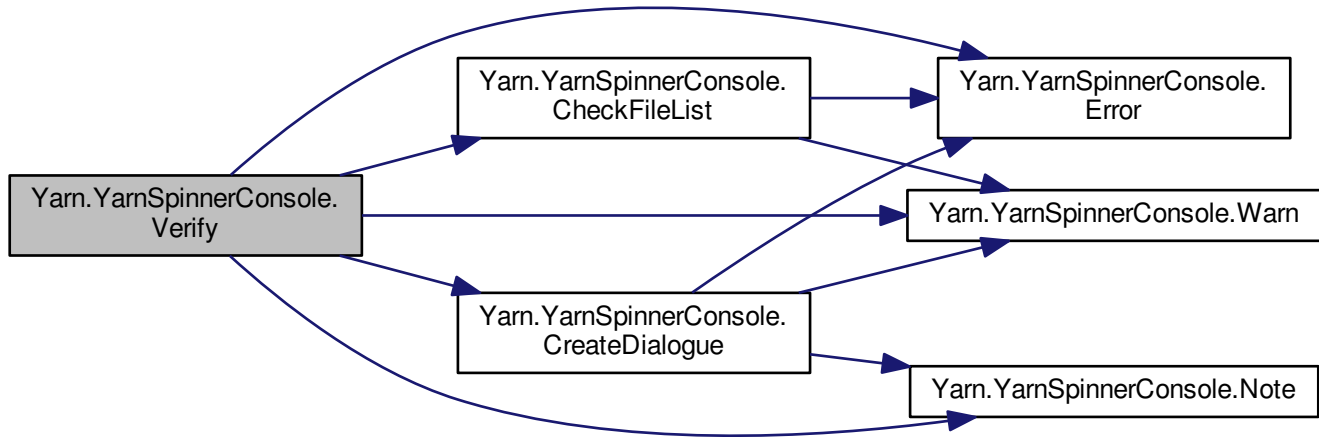 Yarn.YarnSpinnerConsole.
Verify
Yarn.YarnSpinnerConsole.
CheckFileList
Yarn.YarnSpinnerConsole.
CreateDialogue
Yarn.YarnSpinnerConsole.
Error
Yarn.YarnSpinnerConsole.Warn
Yarn.YarnSpinnerConsole.Note